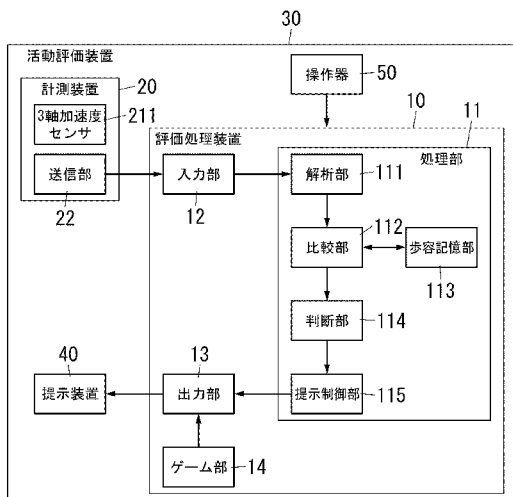 30
活動評価装置
計測装置
20
3軸加速度
センサ
211
送信部
22
操作器
50
10
11
評価処理装置
処理部
入力部
12
解析部
111
比較部
112
歩容記憶部
113
判断部
114
提示制御部
115
13
出力部
40
提示装置
ゲーム部
14